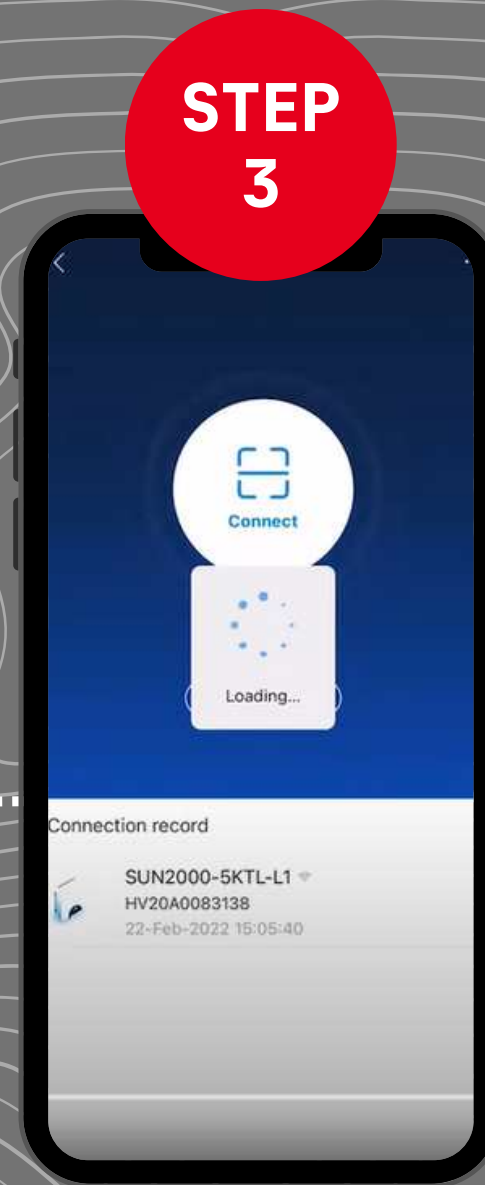 STEP
3
Connect
Loading...
Connection record
SUN2000-5KTL-L1
HV20A0083138
22-Feb-2022 15:05:40